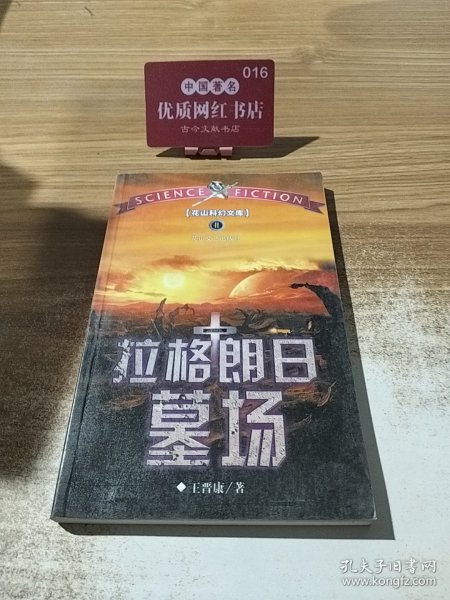 016
中国著名
优质网红书店
古今文献书店
SCIENCE FICTION
【花山科幻文库】
拉格朗日
墓场
◆王晋康/著
孔夫子旧书网
www.kongfz.com